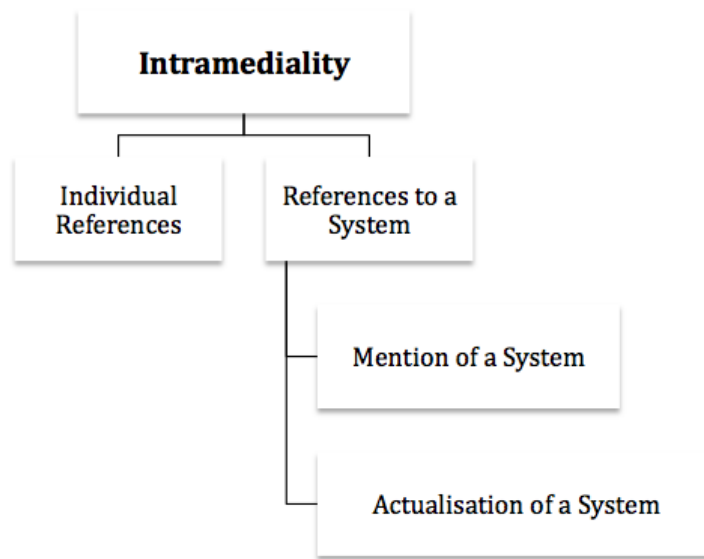 Intramediality
Individual
References
References to a
System
Mention of a System
Actualisation of a System